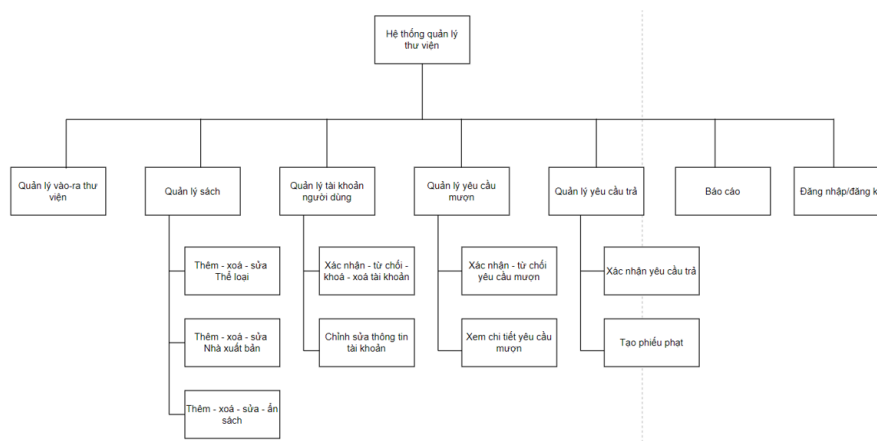 Hệ thống quản lý
thư viện
Quản lý vào-ra thư
viện
Quản lý sách
Quản lý tài khoản
người dùng
Quản lý yêu cầu
mượn
Quản lý yêu cầu trả
Báo cáo
Đăng nhập/đăng k
Thêm - xoá - sửa
Thể loại
Xác nhận - từ chối -
khoá - xoá tài khoản
Xác nhận - từ chối
yêu cầu mượn
Xác nhận yêu cầu trả
Thêm - xoá - sửa
Nhà xuất bản
Chỉnh sửa thông tin
tài khoản
Xem chi tiết yêu cầu
mượn
Tạo phiếu phạt
Thêm - xoá - sửa - ẩn
sách